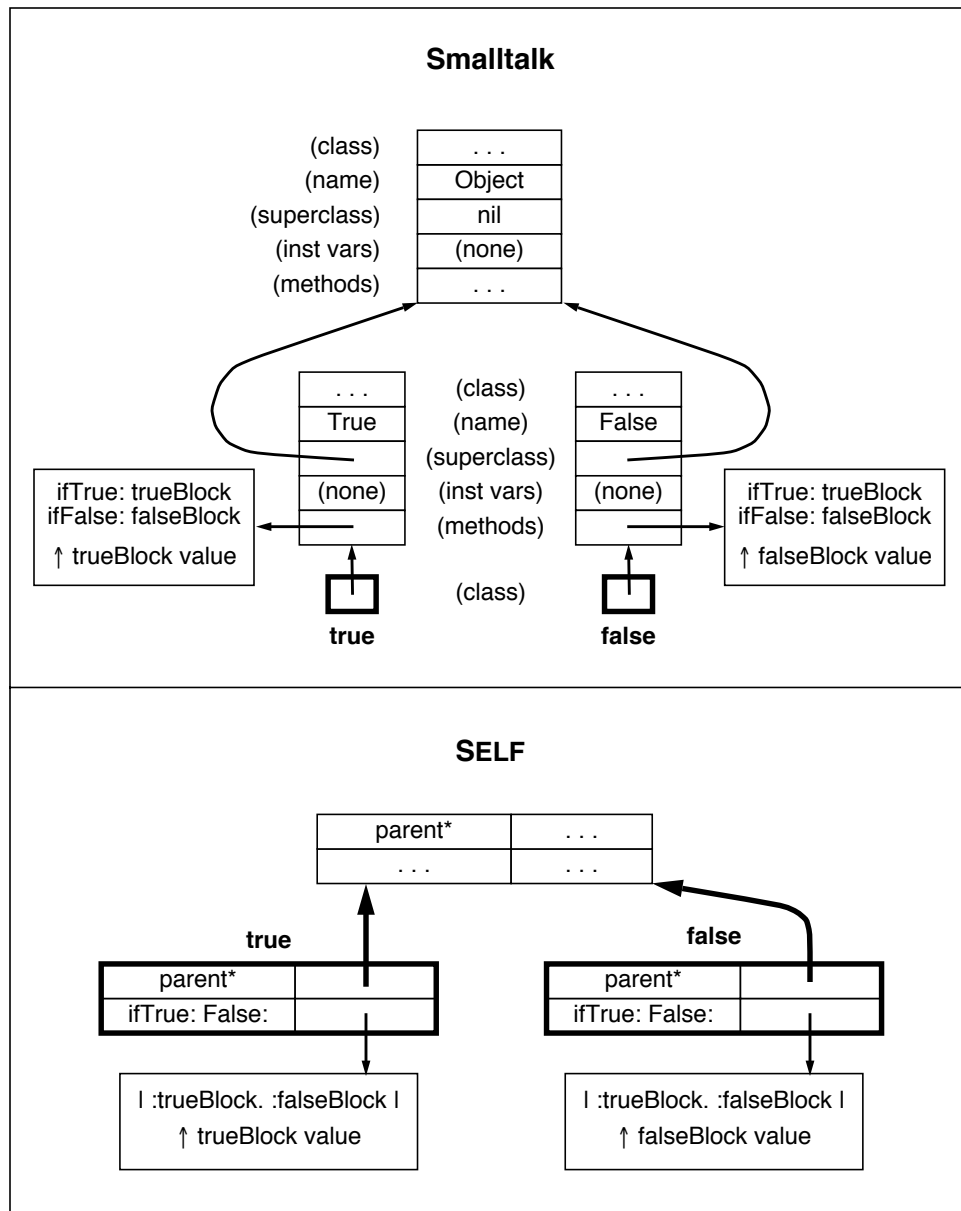 Smalltalk
(class) . . .
(name) Object
(superclass) nil
(inst vars) (none)
(methods) . . .
. . . (class) . . .
True (name) False
(superclass)
(none) (inst vars) (none)
(methods)
ifTrue: trueBlock
ifFalse: falseBlock
↑ trueBlock value
ifTrue: trueBlock
ifFalse: falseBlock
↑ falseBlock value
(class)
true false
SELF
parent* . . .
. . . . . .
true
parent*
ifTrue: False:
| :trueBlock. :falseBlock |
↑ trueBlock value
false
parent*
ifTrue: False:
| :trueBlock. :falseBlock |
↑ falseBlock value